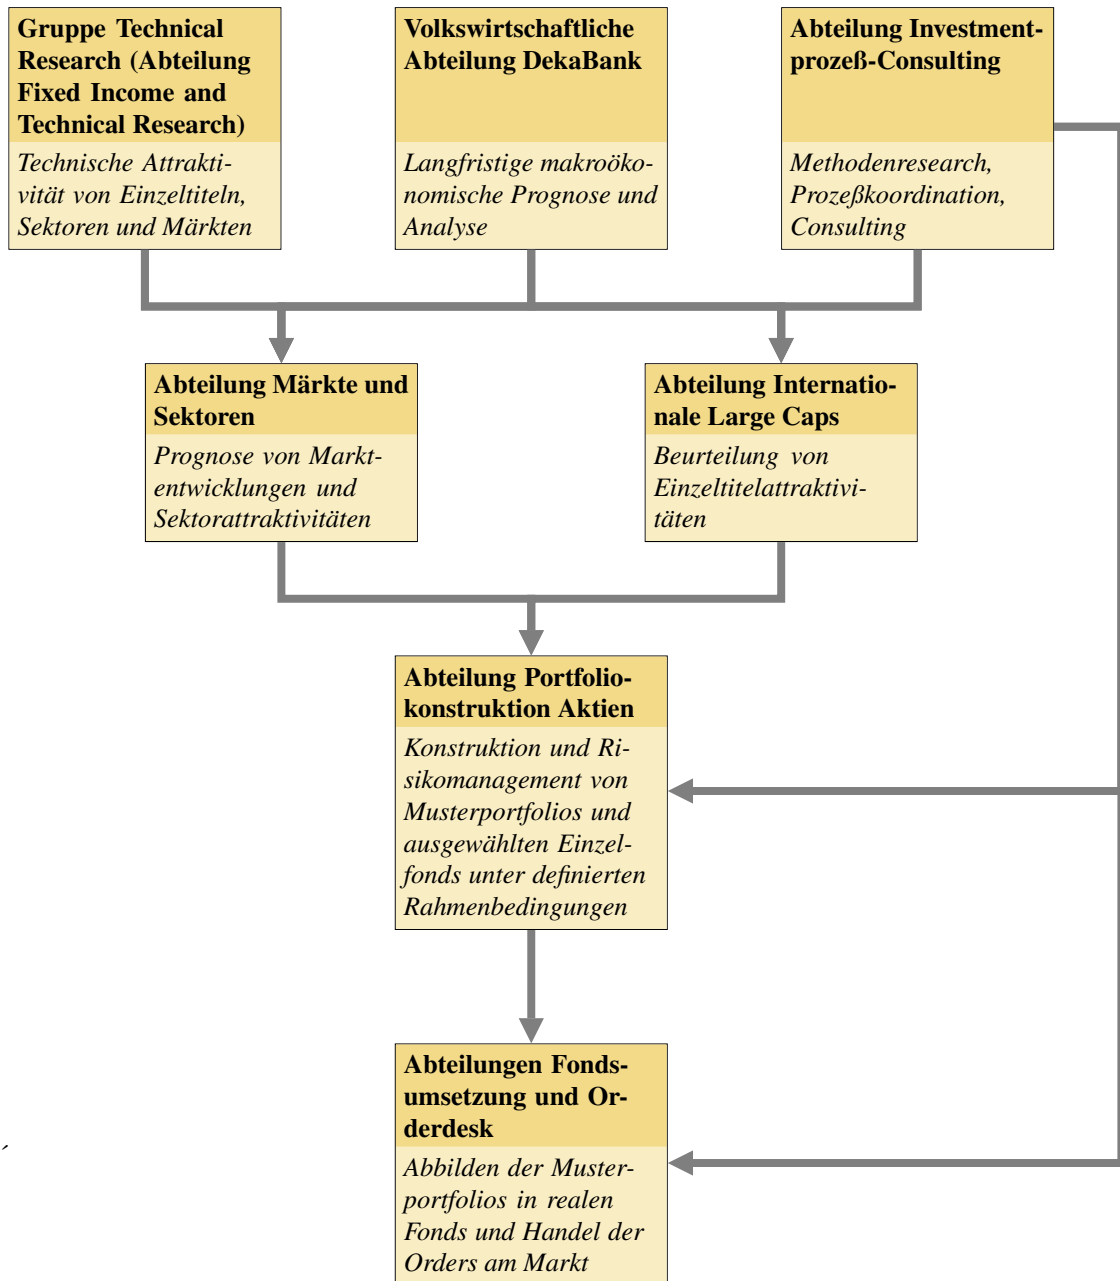 Gruppe Technical
Research (Abteilung
Fixed Income and
Technical Research)
Technische Attrakti-
vität von Einzeltiteln,
Sektoren und Märkten
Volkswirtschaftliche
Abteilung DekaBank
Langfristige makroöko-
nomische Prognose und
Analyse
Abteilung Investment-
prozeß-Consulting
Methodenresearch,
Prozeßkoordination,
Consulting
Abteilung Märkte und
Sektoren
Prognose von Markt-
entwicklungen und
Sektorattraktivitäten
Abteilung Internatio-
nale Large Caps
Beurteilung von
Einzeltitelattraktivi-
täten
Abteilung Portfolio-
konstruktion Aktien
Konstruktion und Ri-
sikomanagement von
Musterportfolios und
ausgewählten Einzel-
fonds unter definierten
Rahmenbedingungen
Abteilungen Fonds-
umsetzung und Or-
derdesk
Abbilden der Muster-
portfolios in realen
Fonds und Handel der
Orders am Markt